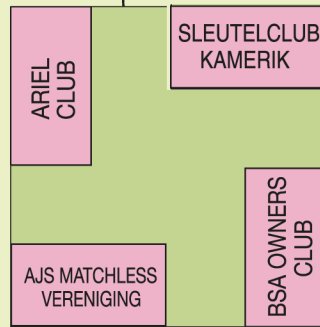 ARIEL
CLUB
SLEUTELCLUB
KAMERIK
AJS MATCHLESS
VERENIGING
BSA OWNERS
CLUB